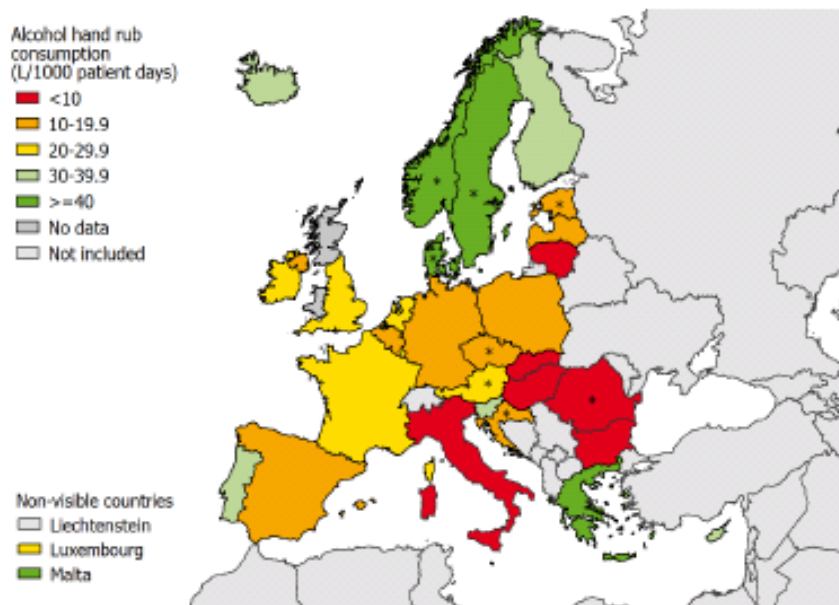 Alcohol hand rub
consumption
(L/1000 patient days)
<10
10-19.9
20-29.9
30-39.9
>=40
No data
Not included
Non-visible countries
Liechtenstein
Luxembourg
Malta